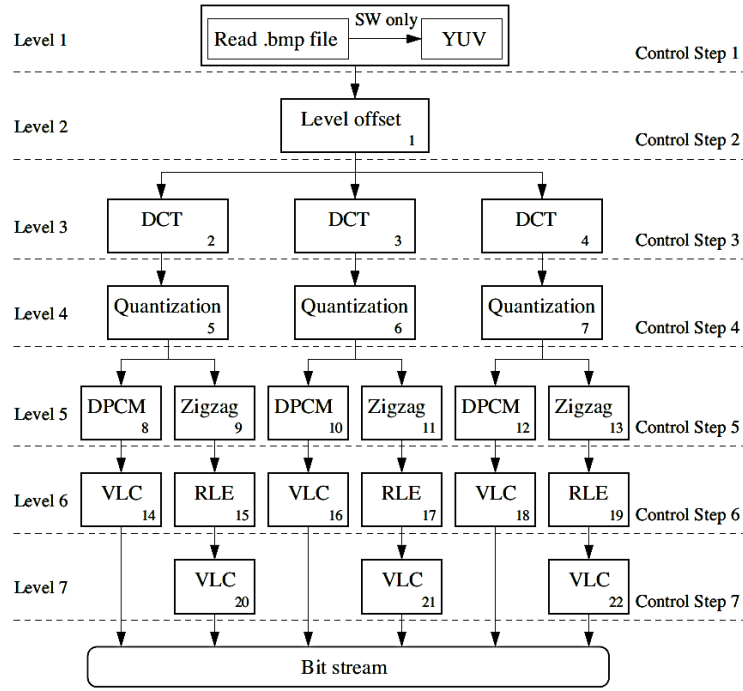 SW only
Level 1 Read .bmp file YUV Control Step 1
Level 2 Level offset 1 Control Step 2
Level 3 DCT 2 DCT 3 DCT 4 Control Step 3
Level 4 Quantization 5 Quantization 6 Quantization 7 Control Step 4
Level 5 DPCM 8 Zigzag 9 DPCM 10 Zigzag 11 DPCM 12 Zigzag 13 Control Step 5
Level 6 VLC 14 RLE 15 VLC 16 RLE 17 VLC 18 RLE 19 Control Step 6
Level 7 VLC 20 VLC 21 VLC 22 Control Step 7
Bit stream